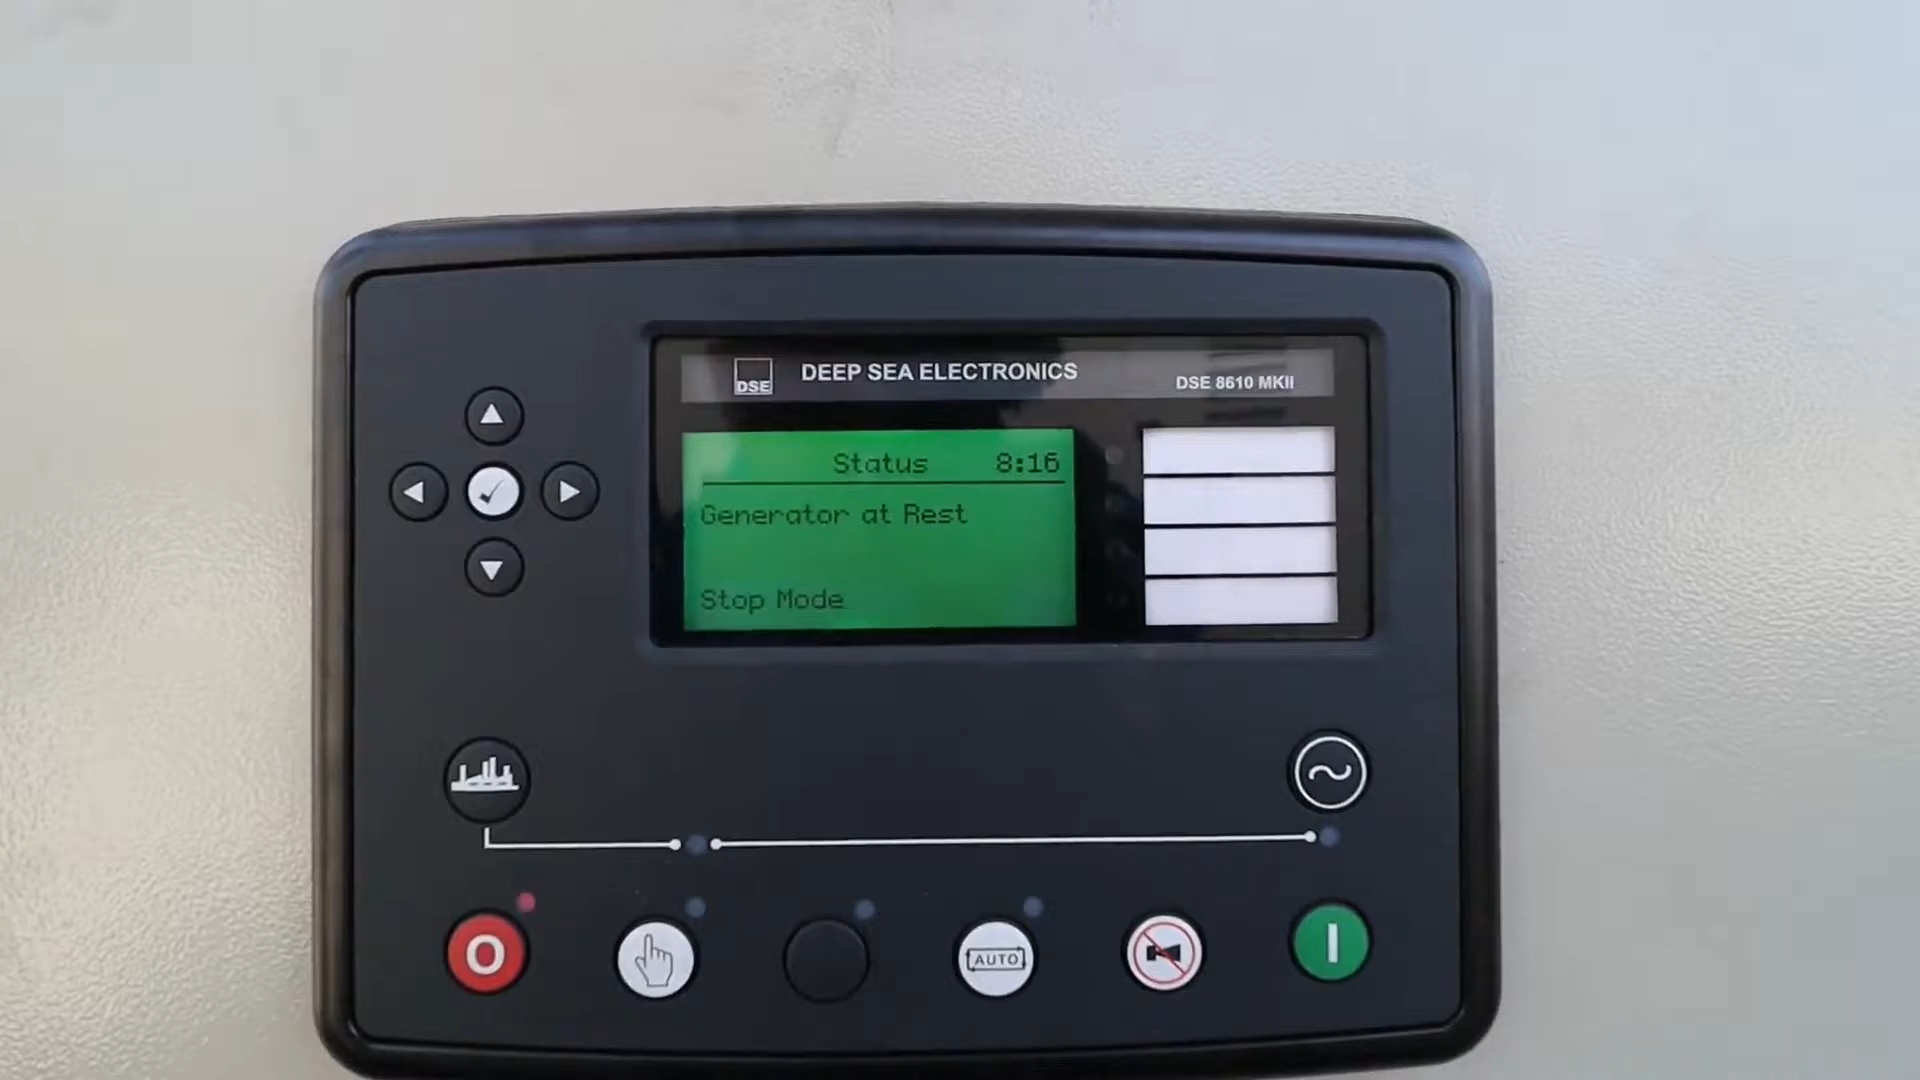 DSE
DEEP SEA ELECTRONICS
DSE 8610 MKII
Status 8:16
Generator at Rest
Stop Mode
O
AUTO
I